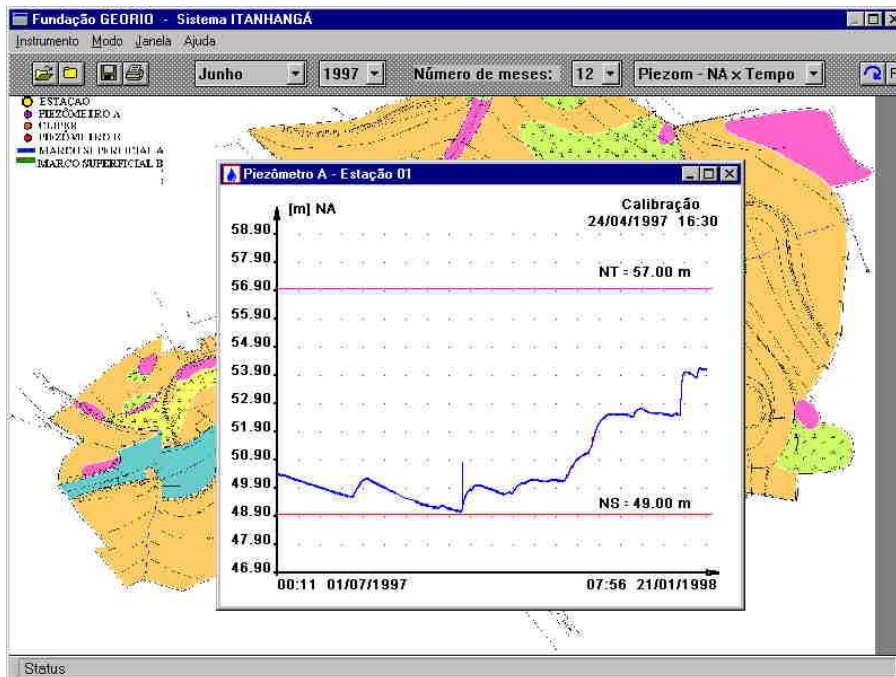 Fundação GEORIO - Sistema ITANHANGÁ
Instrumento Modo Janela Ajuda
Junho 1997 Número de meses: 12 Piezom - NA x Tempo
ESTAÇAO
PIEZÔMETRO A
MARCO SUPERFICIAL A
MARCO SUPERFICIAL B
Piezômetro A - Estação 01
[m] NA
Calibração
24/04/1997 16:30
58.90
57.90
NT = 57.00 m
56.90
55.90
54.90
53.90
52.90
51.90
50.90
49.90
NS = 49.00 m
48.90
47.90
46.90
00:11 01/07/1997 07:56 21/01/1998
Status